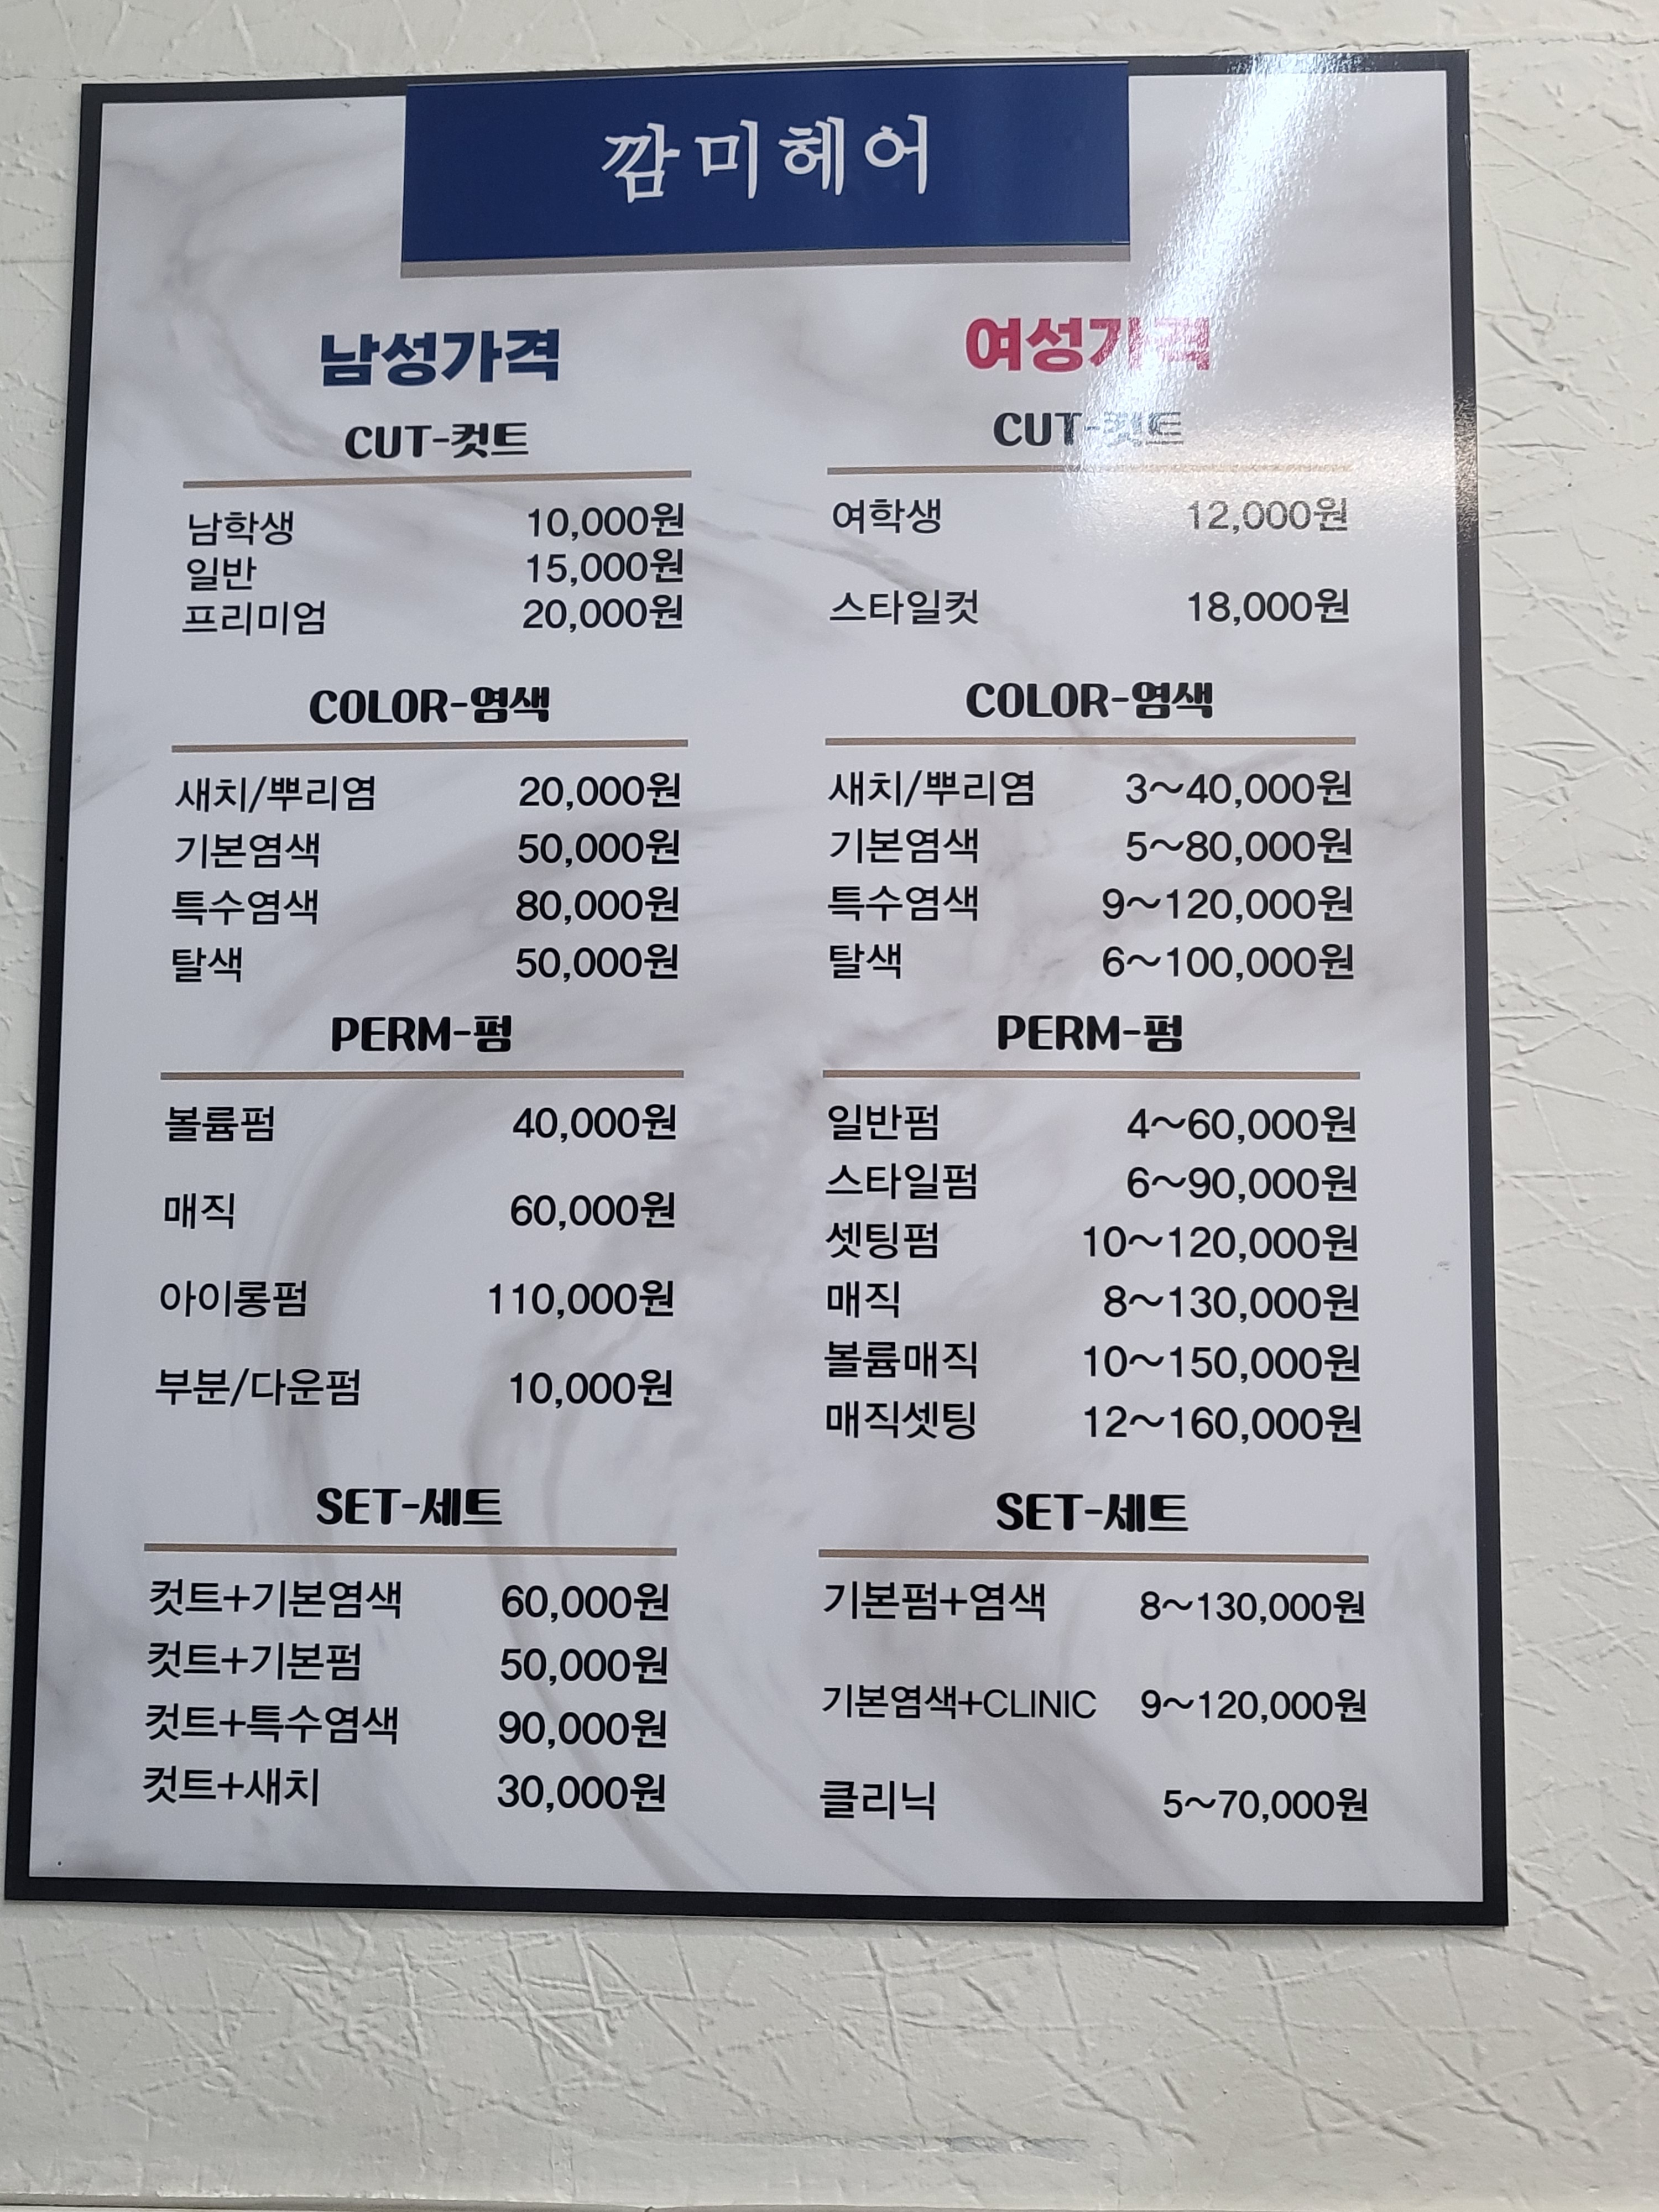 깜미헤어
남성가격
CUT-컷트
남학생 10,000원
일반 15,000원
프리미엄 20,000원
COLOR-염색
새치/뿌리염 20,000원
기본염색 50,000원
특수염색 80,000원
탈색 50,000원
PERM-펌
볼륨펌 40,000원
매직 60,000원
아이롱펌 110,000원
부분/다운펌 10,000원
SET-세트
컷트+기본염색 60,000원
컷트+기본펌 50,000원
컷트+특수염색 90,000원
컷트+새치 30,000원
여성가격
CUT-컷트
여학생 12,000원
스타일컷 18,000원
COLOR-염색
새치/뿌리염 3~40,000원
기본염색 5~80,000원
특수염색 9~120,000원
탈색 6~100,000원
PERM-펌
일반펌 4~60,000원
스타일펌 6~90,000원
셋팅펌 10~120,000원
매직 8~130,000원
볼륨매직 10~150,000원
매직셋팅 12~160,000원
SET-세트
기본펌+염색 8~130,000원
기본염색+CLINIC 9~120,000원
클리닉 5~70,000원